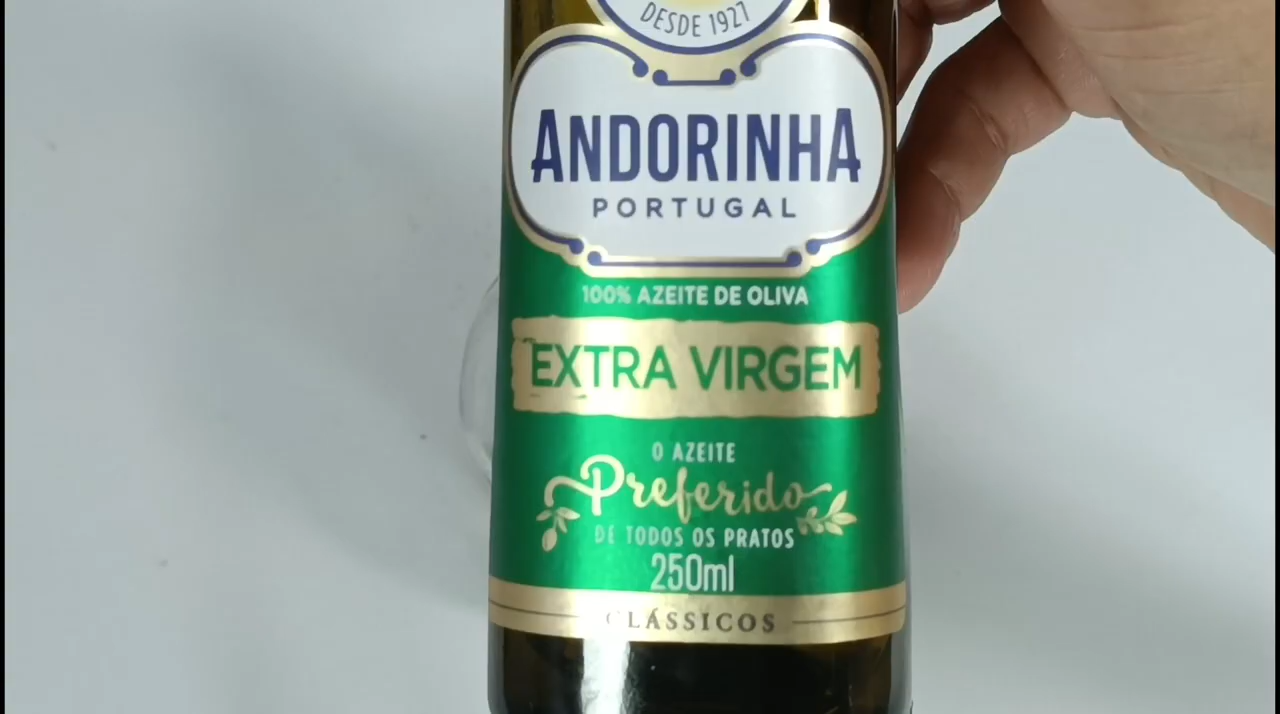 DESDE 1927
ANDORINHA
PORTUGAL
100% AZEITE DE OLIVA
EXTRA VIRGEM
O AZEITE
Preferido
DE TODOS OS PRATOS
250ml
CLÁSSICOS